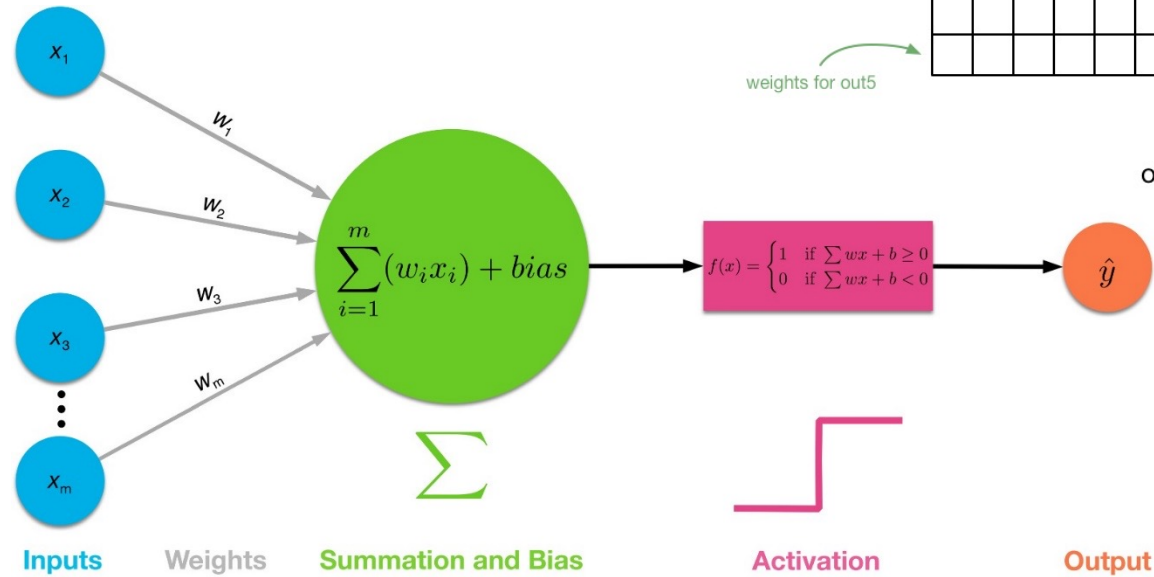 x₁
w₁
weights for out5
x₂
w₂
o
m
∑(wᵢxᵢ) + bias
i=1
f(x) = { 1 if ∑ wx + b ≥ 0
0 if ∑ wx + b < 0
ŷ
x₃
w₃
wₘ
xₘ
∑
Inputs Weights Summation and Bias Activation Output